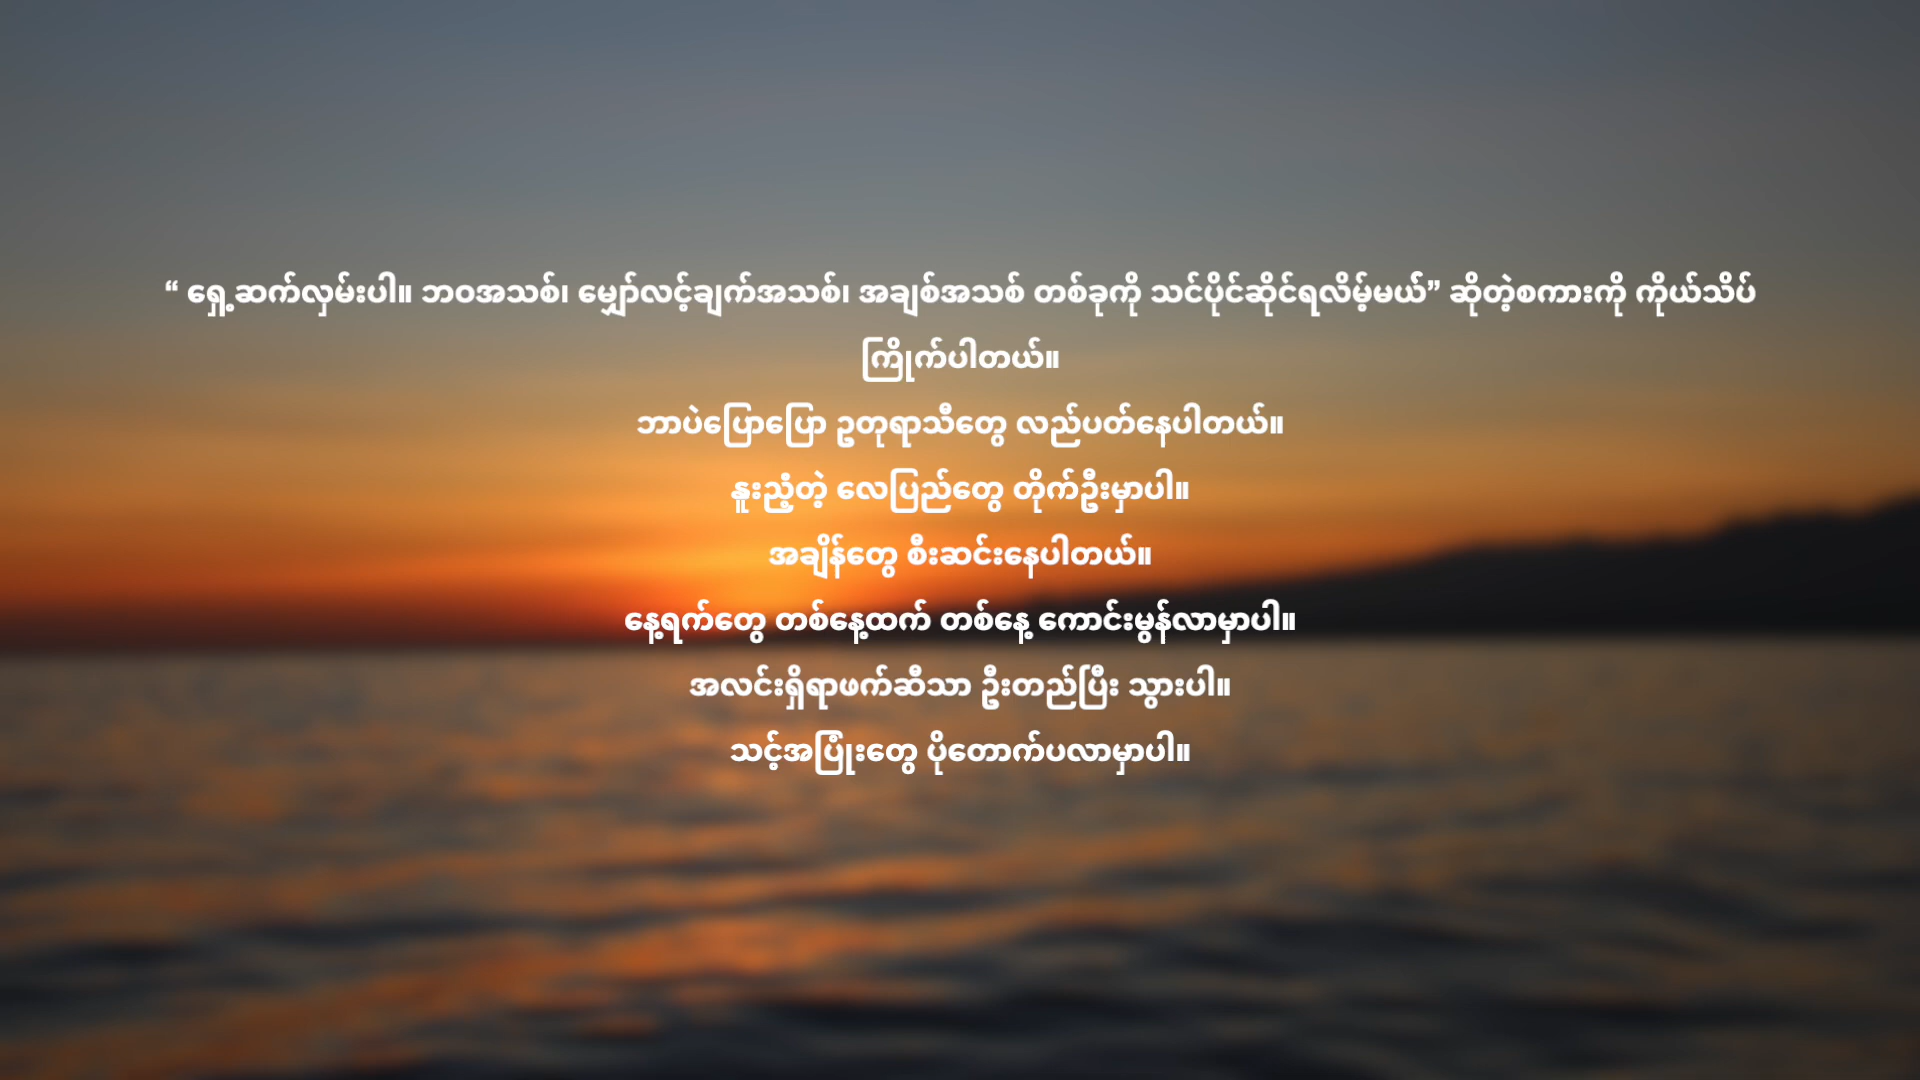 “ ရှေ့ဆက်လှမ်းပါ။ ဘဝအသစ်၊ မျှော်လင့်ချက်အသစ်၊ အချစ်အသစ် တစ်ခုကို သင်ပိုင်ဆိုင်ရလိမ့်မယ်” ဆိုတဲ့စကားကို ကိုယ်သိပ်
ကြိုက်ပါတယ်။
ဘာပဲပြောပြော ဥတုရာသီတွေ လည်ပတ်နေပါတယ်။
နူးညံ့တဲ့ လေပြည်တွေ တိုက်ဦးမှာပါ။
အချိန်တွေ စီးဆင်းနေပါတယ်။
နေ့ရက်တွေ တစ်နေ့ထက် တစ်နေ့ ကောင်းမွန်လာမှာပါ။
အလင်းရှိရာဖက်ဆီသာ ဦးတည်ပြီး သွားပါ။
သင့်အပြုံးတွေ ပိုတောက်ပလာမှာပါ။